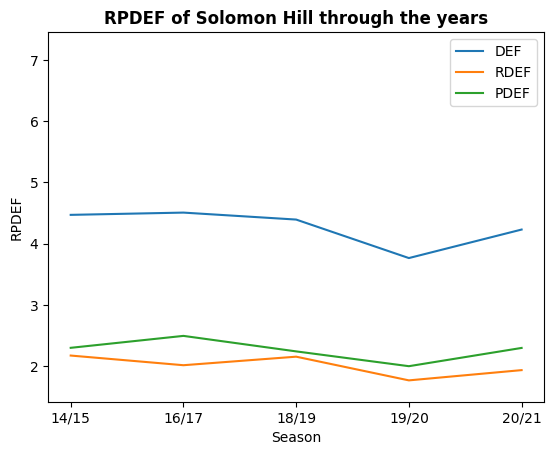 RPDEF of Solomon Hill through the years
DEF
RDEF
PDEF
7
6
5
4
3
2
RPDEF
14/15
16/17
18/19
19/20
20/21
Season